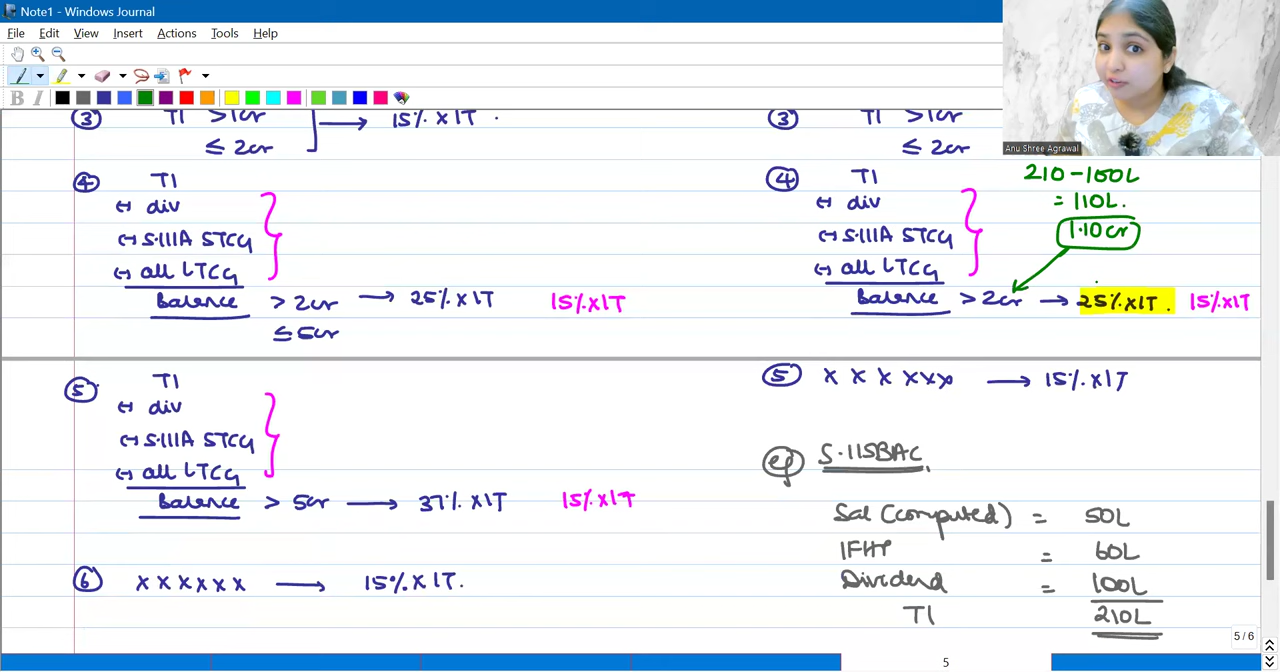 Note1 - Windows Journal
File Edit View Insert Actions Tools Help
B I
Anu Shree Agrawal
③ TI >1cr
≤ 2cr
→ 15% x IT .
④ TI
(-) div
(-) S.111A STCG
(-) all LTCG
Balance > 2cr → 25% x IT 15% x IT
≤ 5cr
⑤ TI
(-) div
(-) S.111A STCG
(-) all LTCG
Balance > 5cr → 37% x IT 15% x IT
⑥ x x x x x x → 15% x IT.
③ TI >1cr
≤ 2cr
④ TI
(-) div
(-) S.111A STCG
(-) all LTCG
Balance > 2cr → 25% x IT. 15% x IT
210-100L
= 110L.
1.10cr
⑤ x x x x x x → 15% x IT
eg S.115BAC.
Sal (computed) = 50L
IFHP = 60L
Dividend = 100L
TI 210L
5 / 6
5